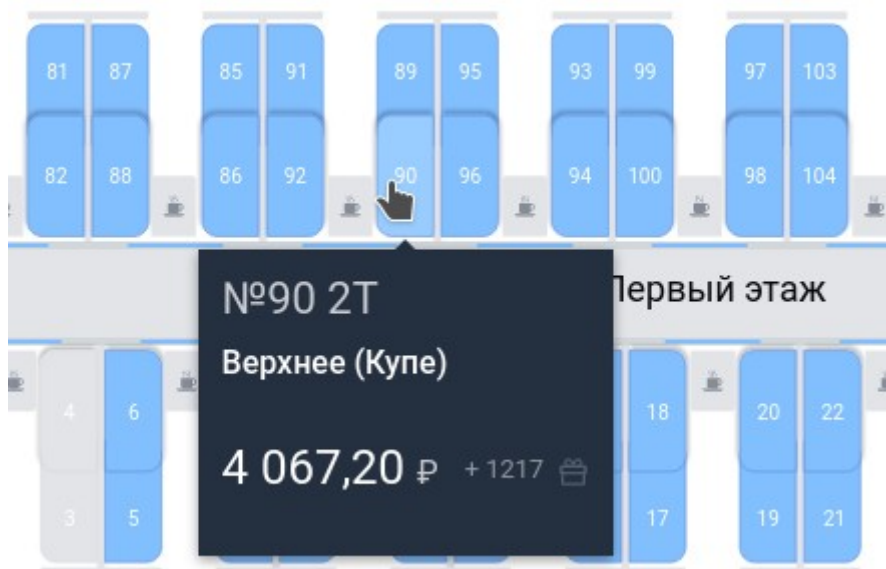 81 87 85 91 89 95 93 99 97 103
82 88 86 92 90 96 94 100 98 104
№90 2Т
Первый этаж
Верхнее (Купе)
4 067,20 ₽ + 1217
4 6 18 20 22
3 5 17 19 21